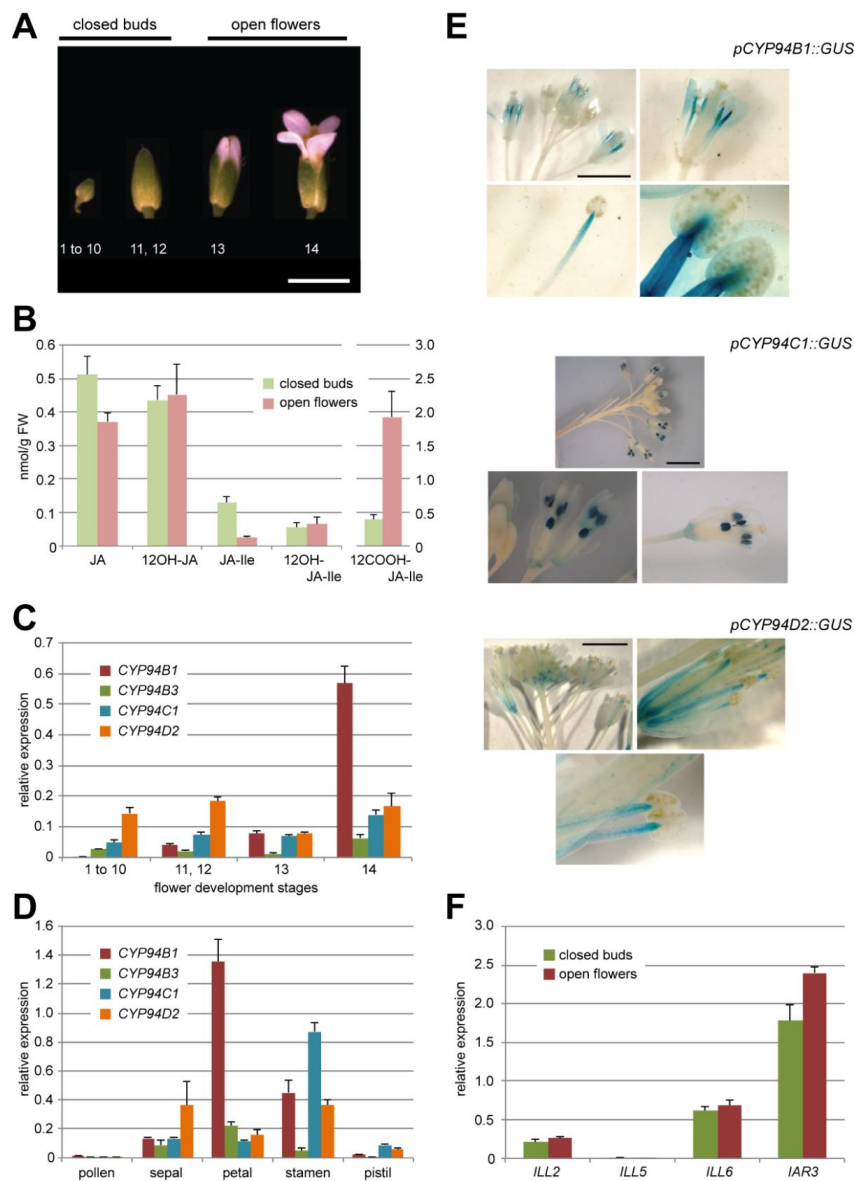 A
closed buds open flowers
1 to 10 11, 12 13 14
B
nmol/g FW
0.6 3.0
0.5 2.5
0.4 2.0
0.3 1.5
0.2 1.0
0.1 0.5
0 0
closed buds
open flowers
JA 12OH-JA JA-Ile 12OH-JA-Ile 12COOH-JA-Ile
C
relative expression
0.7
0.6
0.5
0.4
0.3
0.2
0.1
0
CYP94B1
CYP94B3
CYP94C1
CYP94D2
1 to 10 11, 12 13 14
flower development stages
D
relative expression
1.6
1.4
1.2
1.0
0.8
0.6
0.4
0.2
0
CYP94B1
CYP94B3
CYP94C1
CYP94D2
pollen sepal petal stamen pistil
E
pCYP94B1::GUS
pCYP94C1::GUS
pCYP94D2::GUS
F
relative expression
3.0
2.5
2.0
1.5
1.0
0.5
0
closed buds
open flowers
ILL2 ILL5 ILL6 IAR3